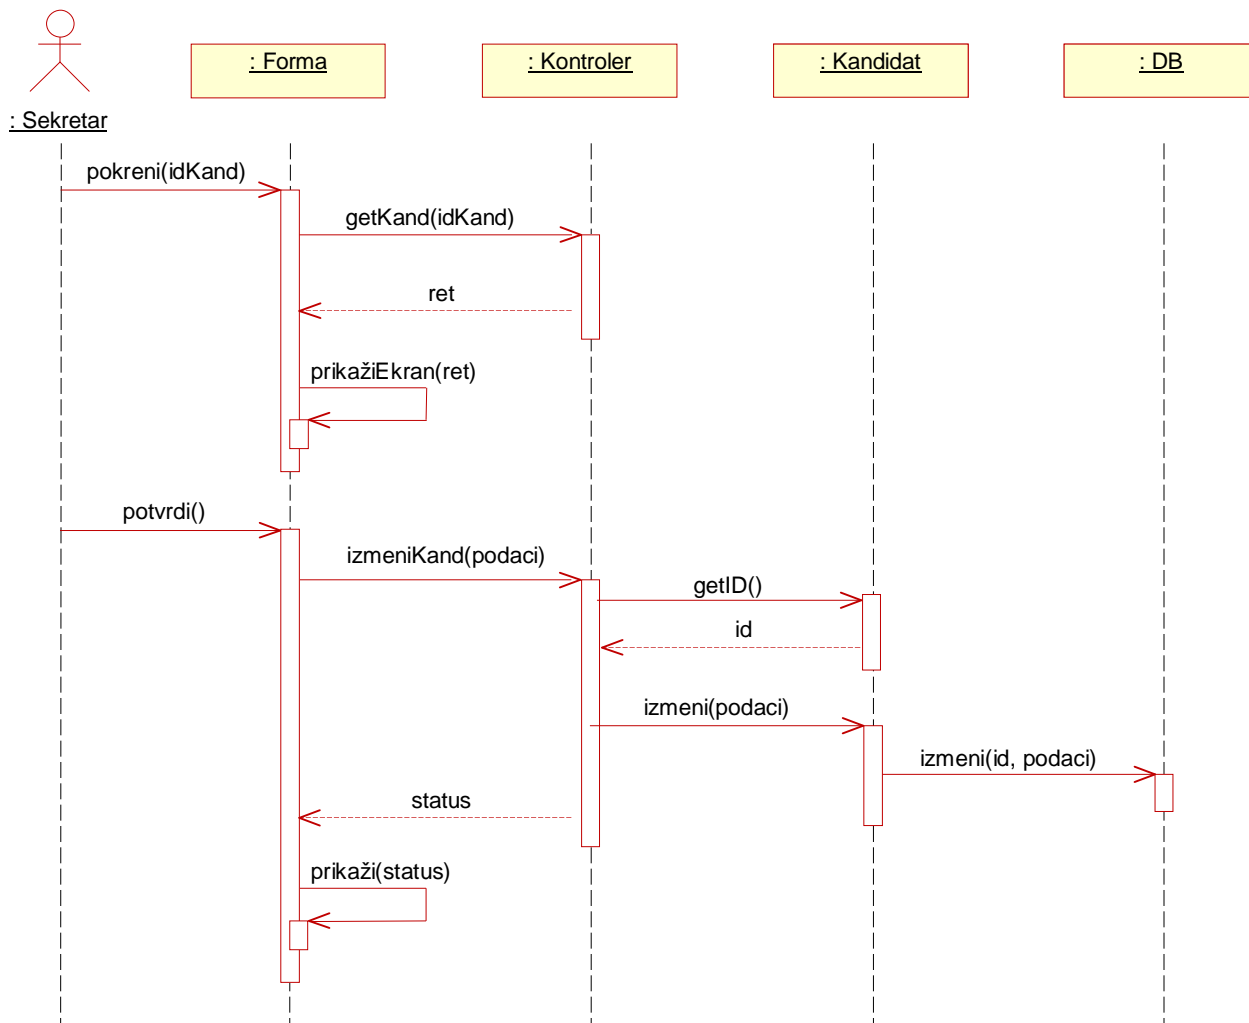 : Forma
: Kontroler
: Kandidat
: DB
: Sekretar
pokreni(idKand)
getKand(idKand)
ret
prikažiEkran(ret)
potvrdi()
izmeniKand(podaci)
getID()
id
izmeni(podaci)
izmeni(id, podaci)
status
prikaži(status)